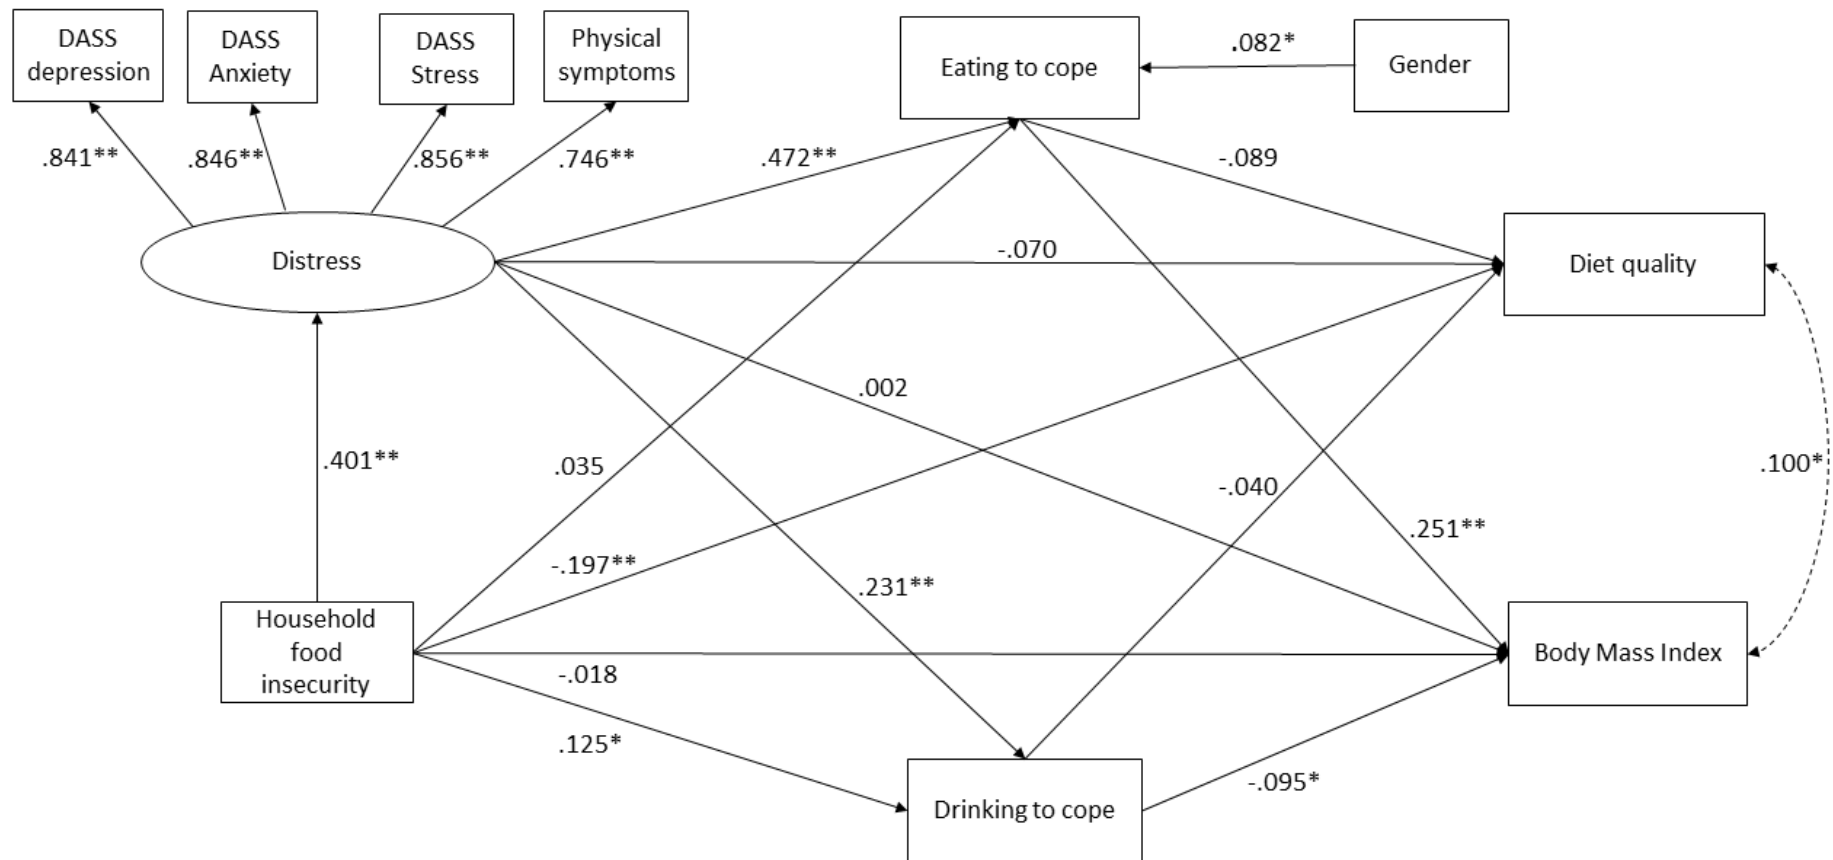 DASS
depression
DASS
Anxiety
DASS
Stress
Physical
symptoms
Eating to cope
.082*
Gender
.841**
.846**
.856**
.746**
.472**
-.089
Distress
-.070
Diet quality
.002
.401**
.035
-.040
.100*
.251**
-.197**
.231**
Household
food
insecurity
-.018
Body Mass Index
.125*
-.095*
Drinking to cope